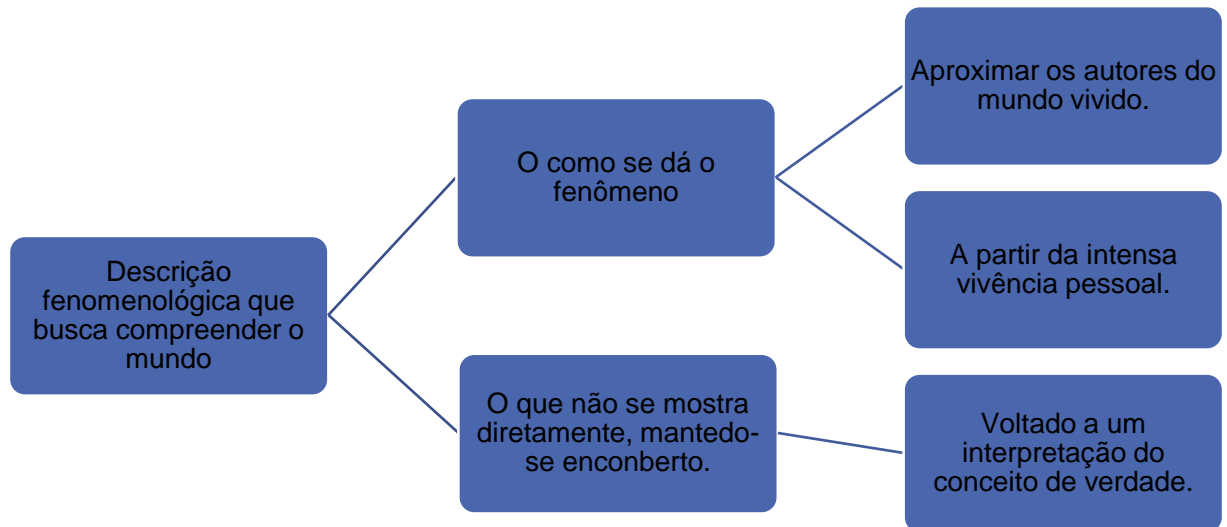 Descrição
fenomenológica que
busca compreender o
mundo
O como se dá o
fenômeno
Aproximar os autores do
mundo vivido.
A partir da intensa
vivência pessoal.
O que não se mostra
diretamente, mantedo-
se enconberto.
Voltado a um
interpretação do
conceito de verdade.